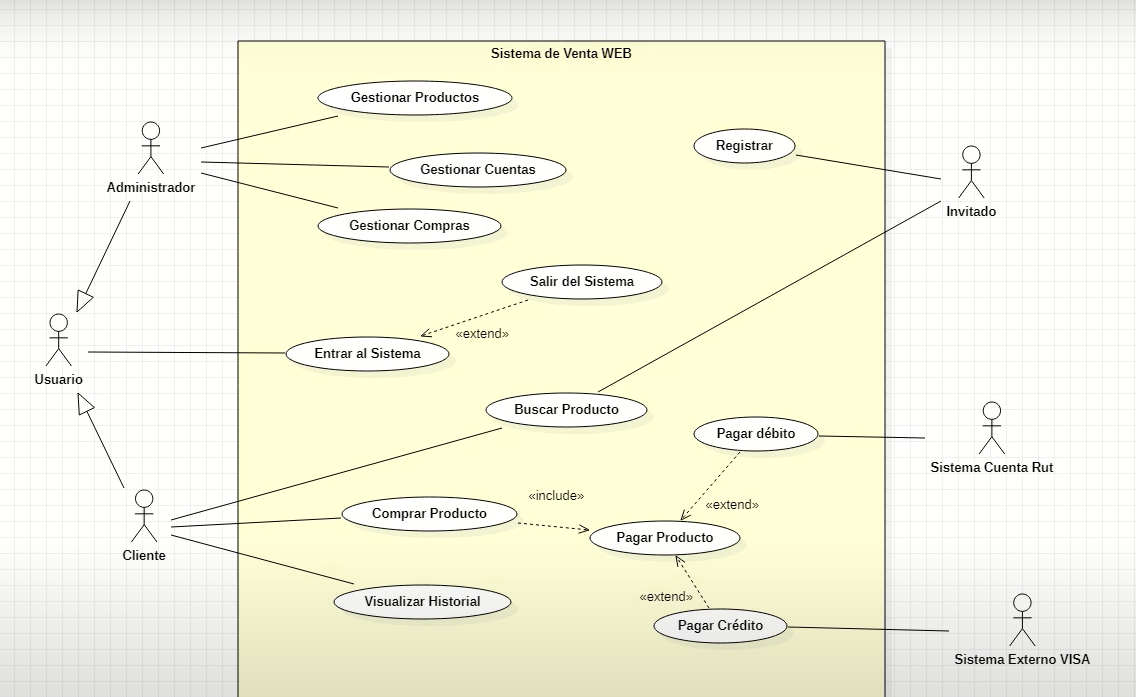 Sistema de Venta WEB
Gestionar Productos
Registrar
Gestionar Cuentas
Administrador
Invitado
Gestionar Compras
Salir del Sistema
«extend»
Entrar al Sistema
Usuario
Buscar Producto
Pagar débito
Sistema Cuenta Rut
«include»
«extend»
Comprar Producto
Pagar Producto
Cliente
«extend»
Visualizar Historial
Pagar Crédito
Sistema Externo VISA